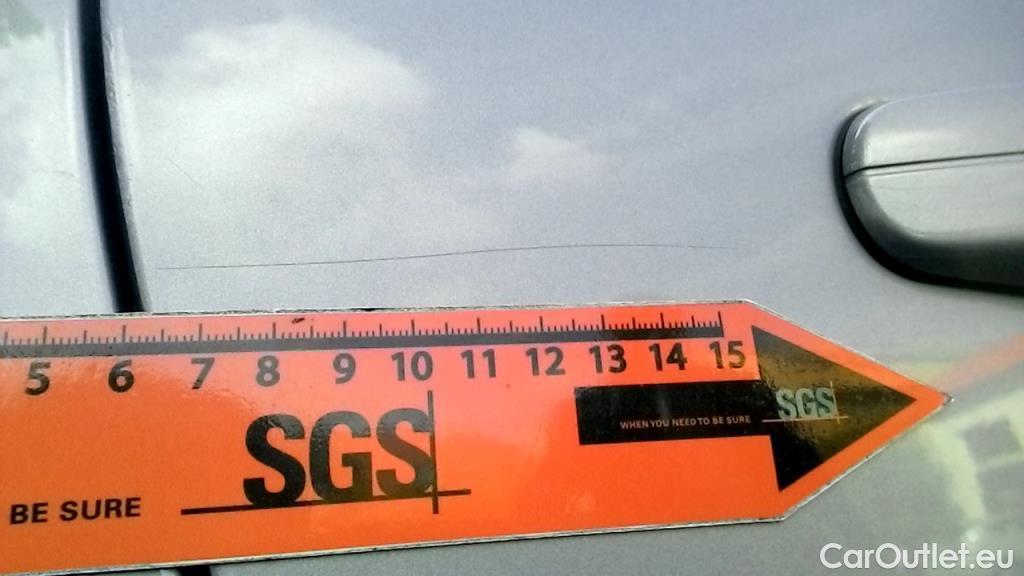 5 6 7 8 9 10 11 12 13 14 15
SGS
WHEN YOU NEED TO BE SURE
SGS
BE SURE
CarOutlet.eu